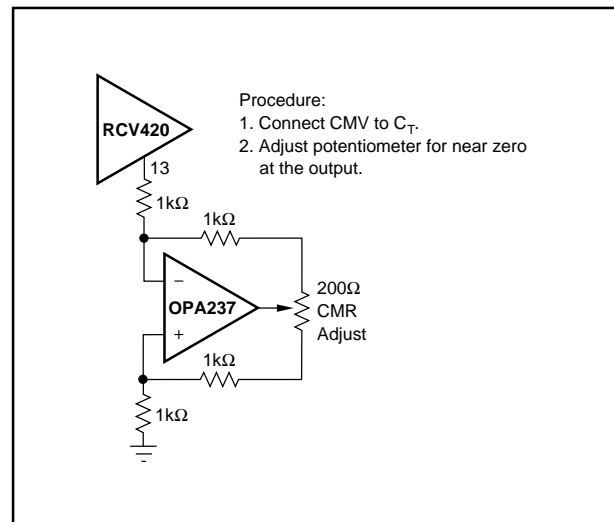 Procedure:
1. Connect CMV to C_T.
2. Adjust potentiometer for near zero
at the output.
RCV420
13
1kΩ
1kΩ
−
OPA237
+
200Ω
CMR
Adjust
1kΩ
1kΩ